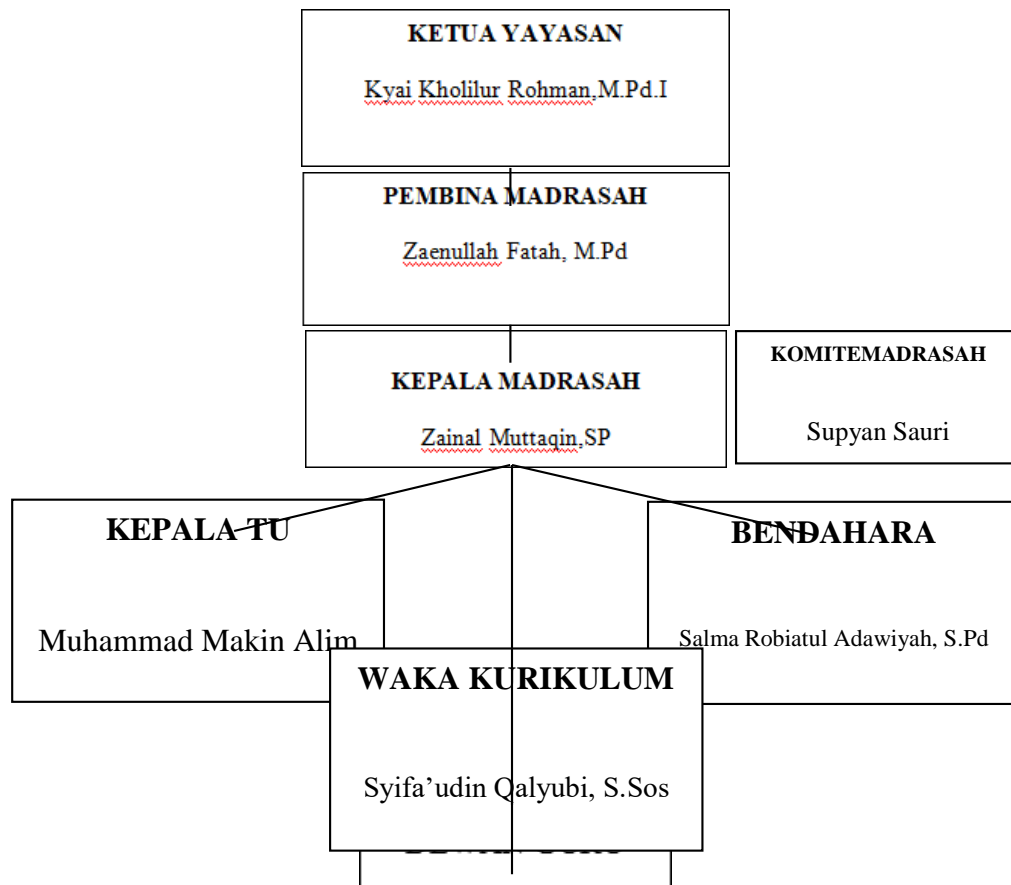 KETUA YAYASAN
Kyai Kholilur Rohman,M.Pd.I
PEMBINA MADRASAH
Zaenullah Fatah, M.Pd
KEPALA MADRASAH
Zainal Muttaqin,SP
KOMITEMADRASAH
Supyan Sauri
KEPALA TU
Muhammad Makin Alim
BENDAHARA
Salma Robiatul Adawiyah, S.Pd
WAKA KURIKULUM
Syifa’udin Qalyubi, S.Sos